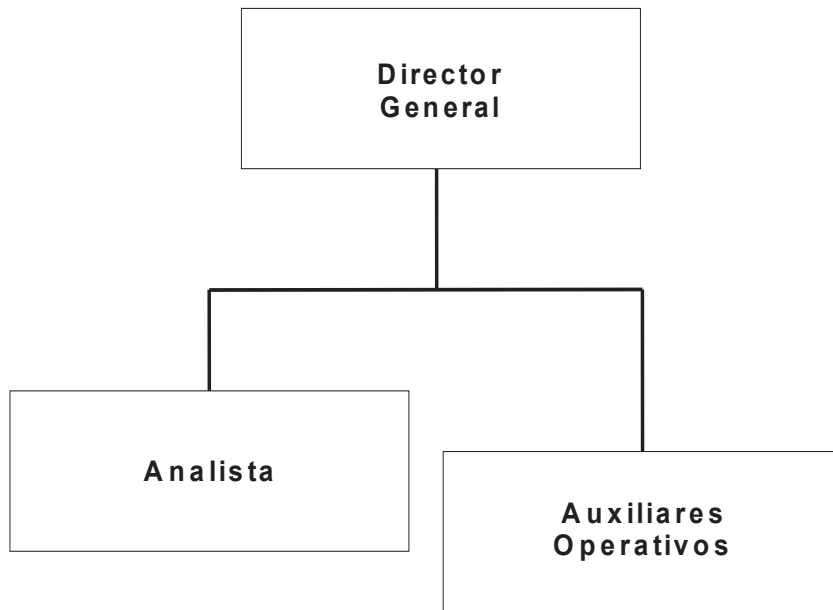 Director
General
Analista
Auxiliares
Operativos